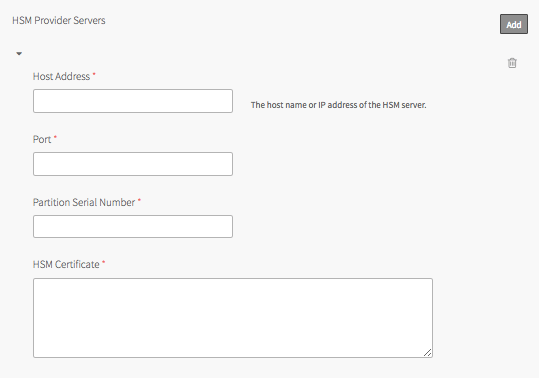 HSM Provider Servers
Add
Host Address *
The host name or IP address of the HSM server.
Port *
Partition Serial Number *
HSM Certificate *